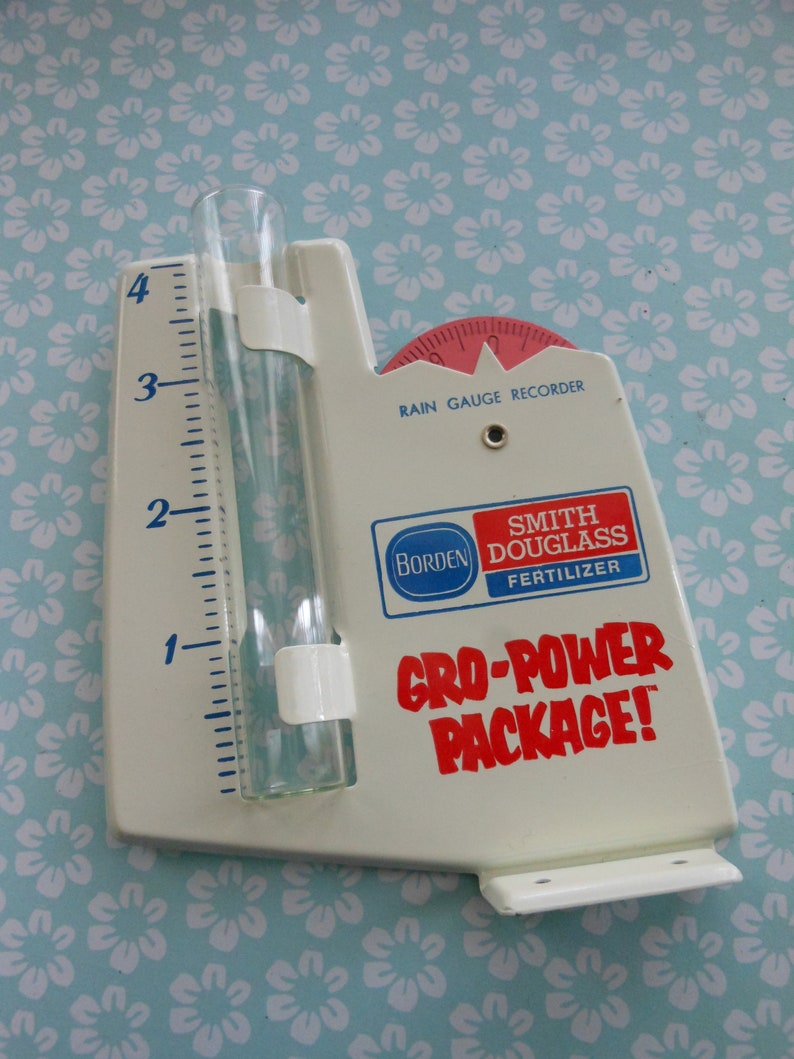 4
3
2
1
RAIN GAUGE RECORDER
BORDEN
SMITH
DOUGLASS
FERTILIZER
GRO-POWER
PACKAGE!